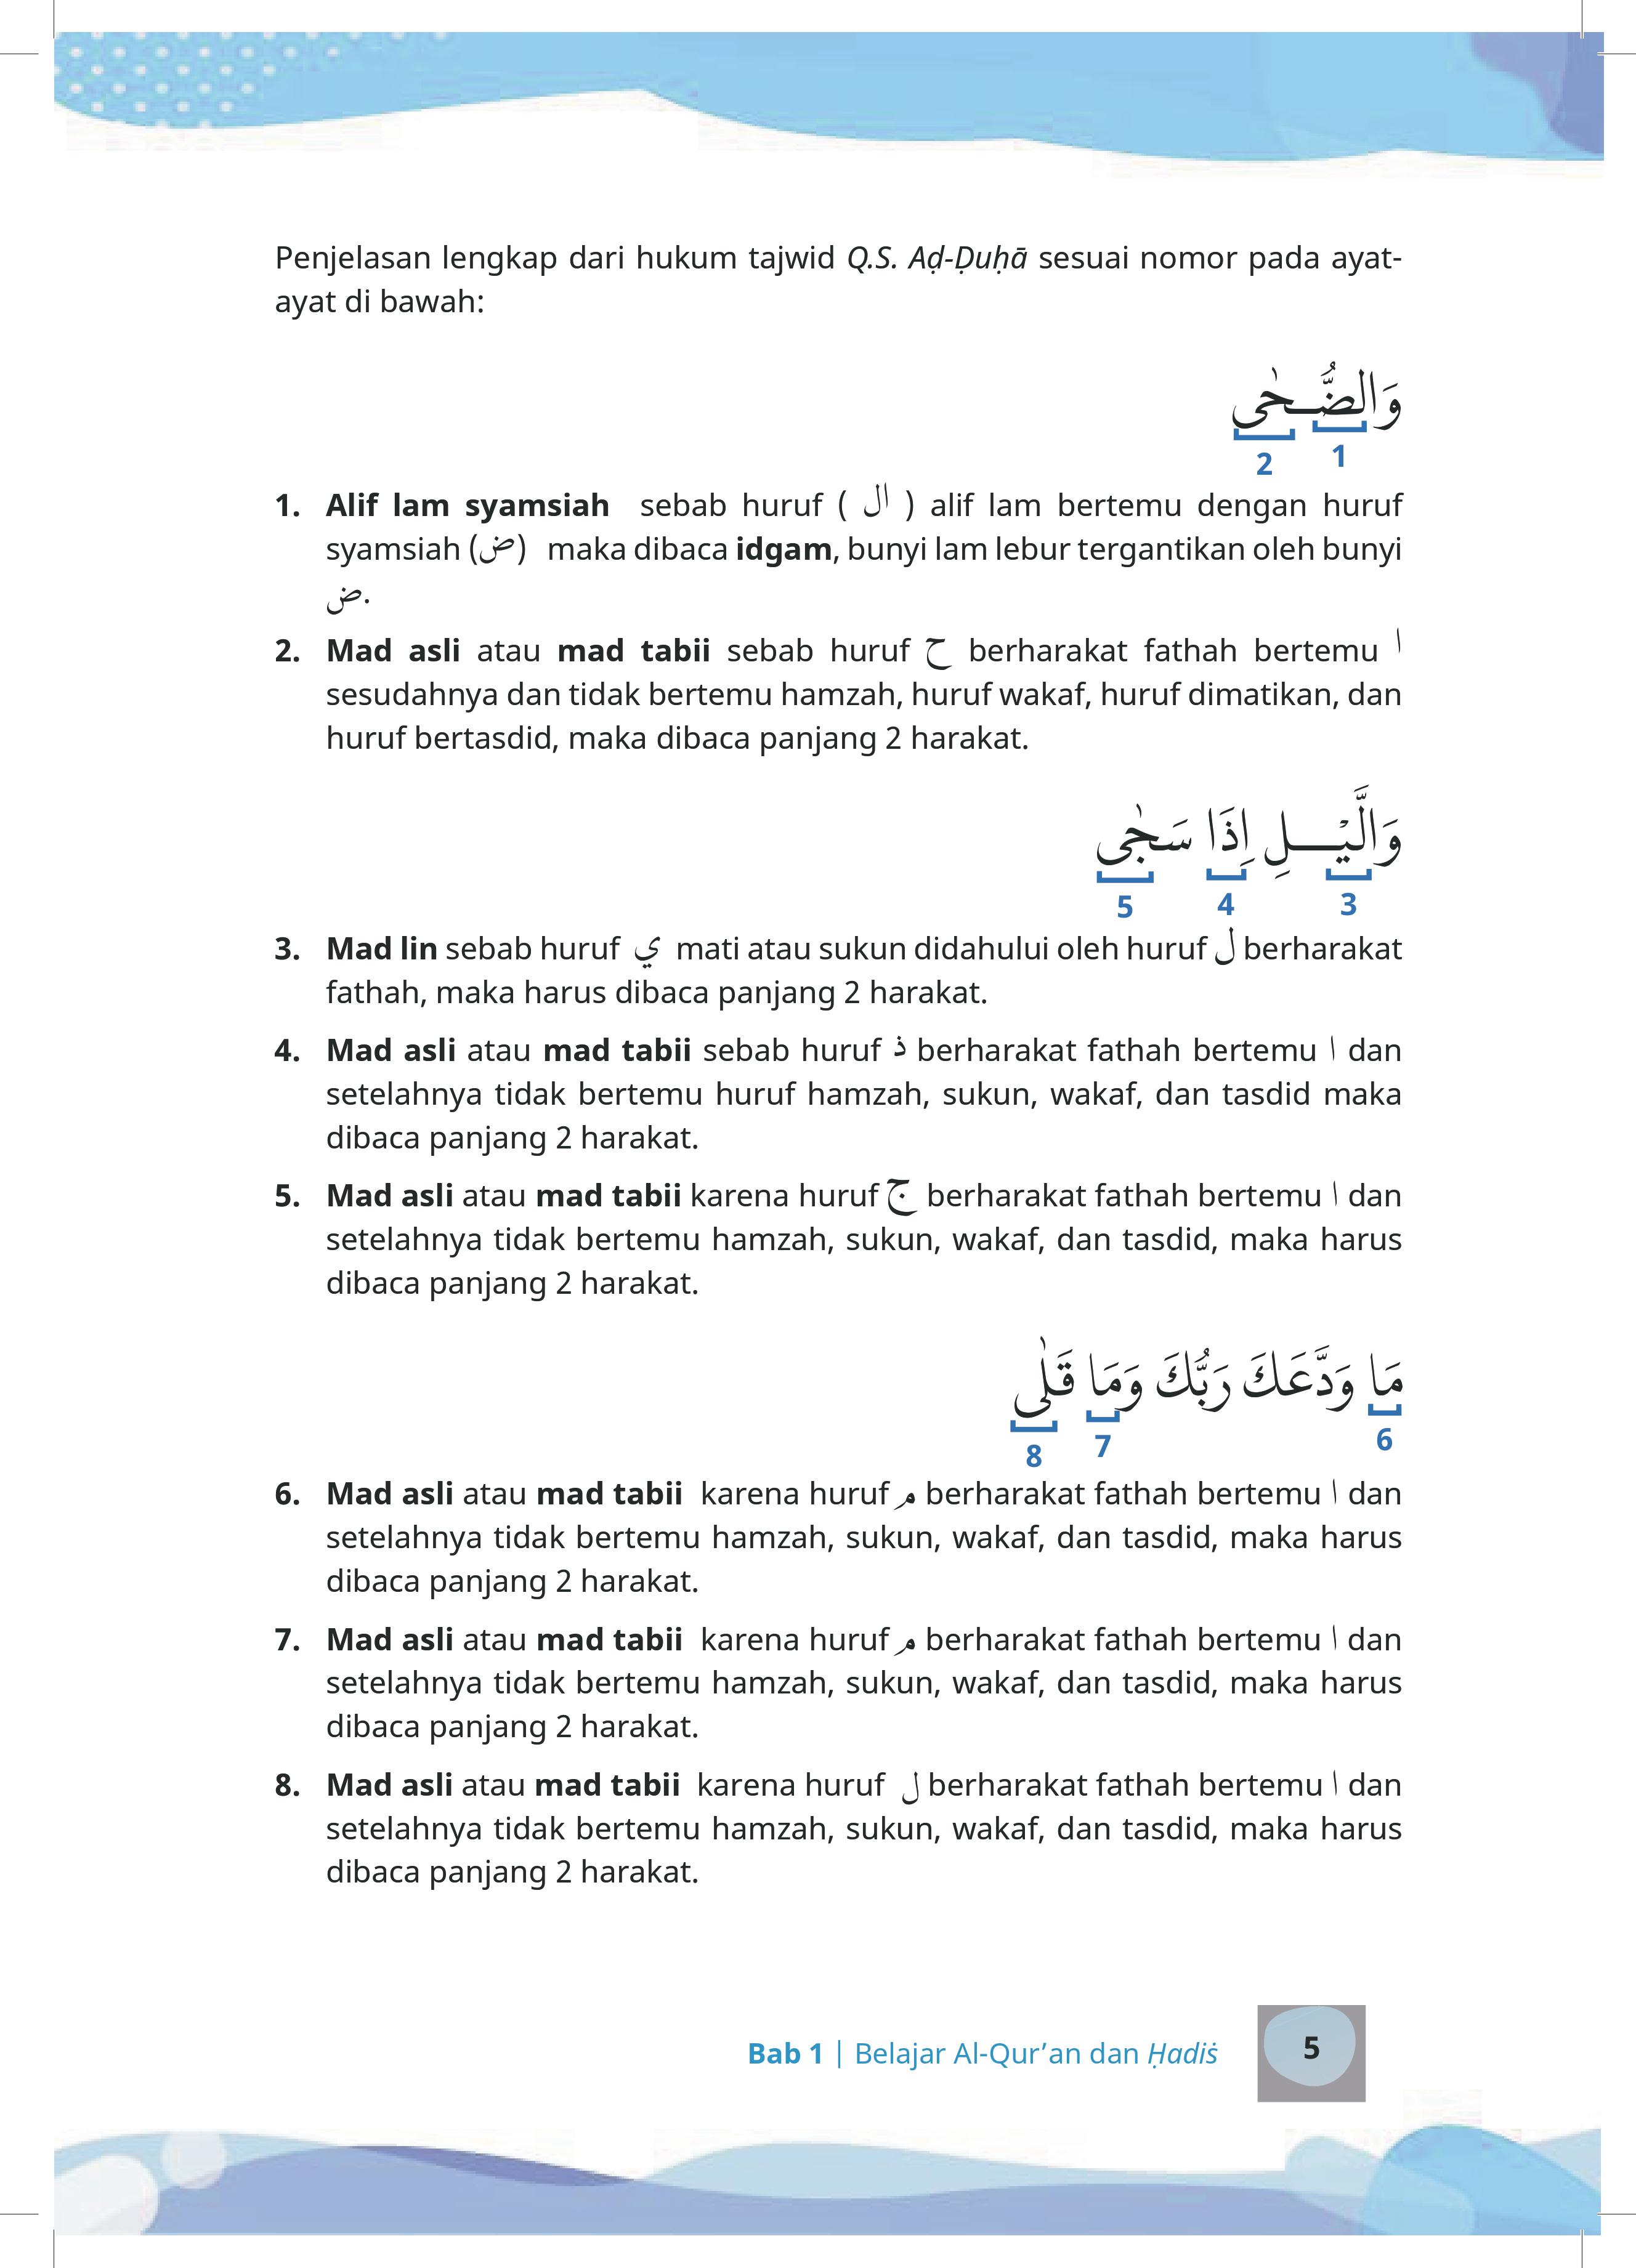 Penjelasan lengkap dari hukum tajwid Q.S. Aḍ-Ḍuḥā sesuai nomor pada ayat-
ayat di bawah:
وَالضُّحٰى
2 1
1. Alif lam syamsiah sebab huruf ( ال ) alif lam bertemu dengan huruf
syamsiah (ض) maka dibaca idgam, bunyi lam lebur tergantikan oleh bunyi
ض.
2. Mad asli atau mad tabii sebab huruf ح berharakat fathah bertemu ا
sesudahnya dan tidak bertemu hamzah, huruf wakaf, huruf dimatikan, dan
huruf bertasdid, maka dibaca panjang 2 harakat.
وَالَّيْلِ اِذَا سَجٰى
5 4 3
3. Mad lin sebab huruf ي mati atau sukun didahului oleh huruf ل berharakat
fathah, maka harus dibaca panjang 2 harakat.
4. Mad asli atau mad tabii sebab huruf ذ berharakat fathah bertemu ا dan
setelahnya tidak bertemu huruf hamzah, sukun, wakaf, dan tasdid maka
dibaca panjang 2 harakat.
5. Mad asli atau mad tabii karena huruf ج berharakat fathah bertemu ا dan
setelahnya tidak bertemu hamzah, sukun, wakaf, dan tasdid, maka harus
dibaca panjang 2 harakat.
مَا وَدَّعَكَ رَبُّكَ وَمَا قَلٰى
8 7 6
6. Mad asli atau mad tabii karena huruf م berharakat fathah bertemu ا dan
setelahnya tidak bertemu hamzah, sukun, wakaf, dan tasdid, maka harus
dibaca panjang 2 harakat.
7. Mad asli atau mad tabii karena huruf م berharakat fathah bertemu ا dan
setelahnya tidak bertemu hamzah, sukun, wakaf, dan tasdid, maka harus
dibaca panjang 2 harakat.
8. Mad asli atau mad tabii karena huruf ل berharakat fathah bertemu ا dan
setelahnya tidak bertemu hamzah, sukun, wakaf, dan tasdid, maka harus
dibaca panjang 2 harakat.
Bab 1 | Belajar Al-Qur’an dan Ḥadiṡ 5